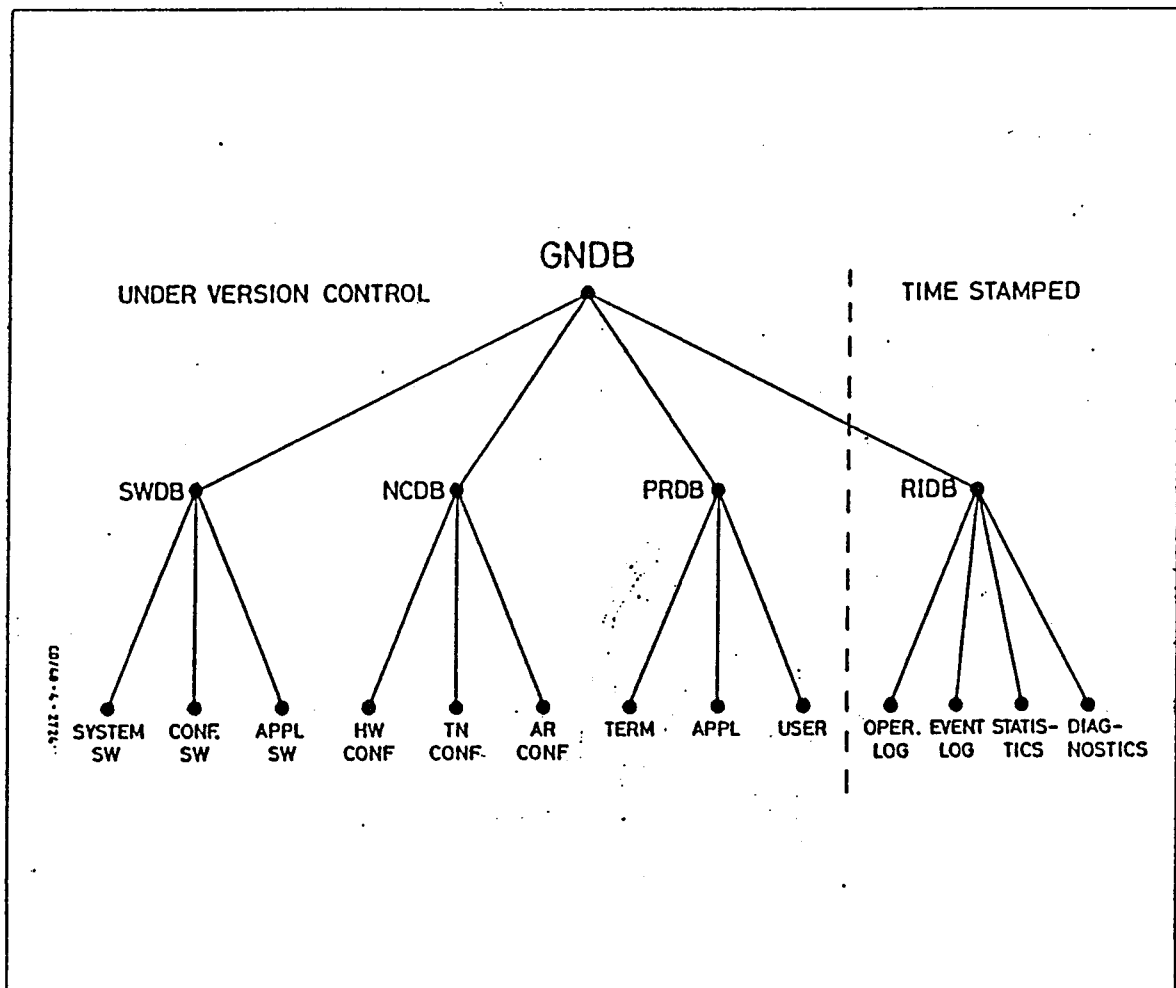 GNDB
UNDER VERSION CONTROL
TIME STAMPED
SWDB
NCDB
PRDB
RIDB
SYSTEM
SW
CONF.
SW
APPL
SW
HW
CONF
TN
CONF.
AR
CONF
TERM
APPL
USER
OPER.
LOG
EVENT
LOG
STATIS-
TICS
DIAG-
NOSTICS